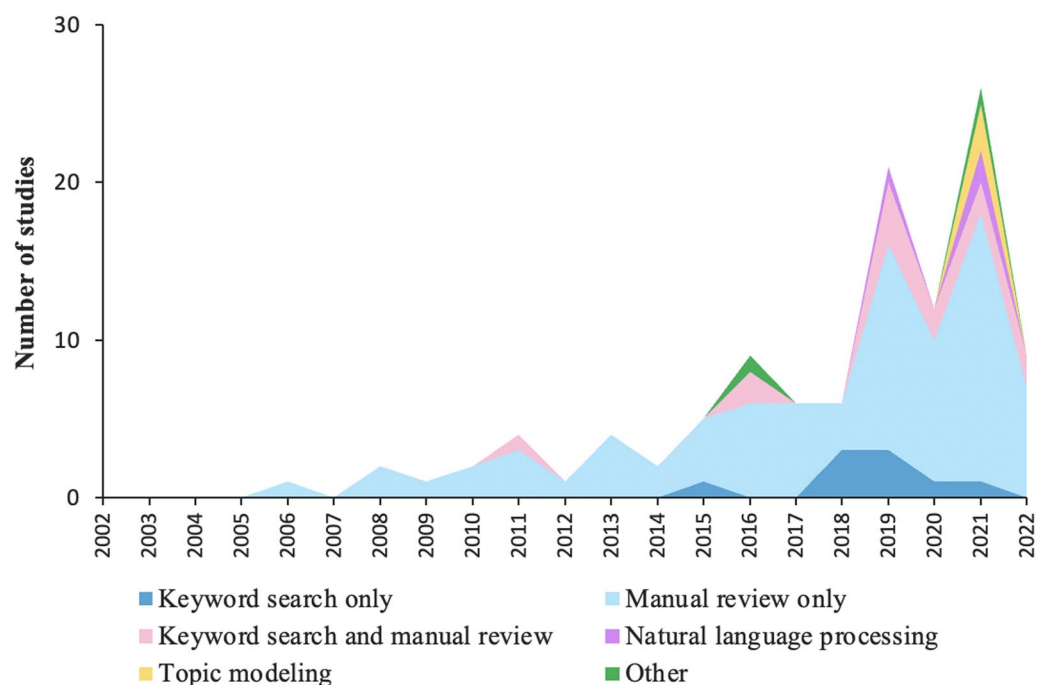 30
20
10
0
Number of studies
2002 2003 2004 2005 2006 2007 2008 2009 2010 2011 2012 2013 2014 2015 2016 2017 2018 2019 2020 2021 2022
Keyword search only
Manual review only
Keyword search and manual review
Natural language processing
Topic modeling
Other